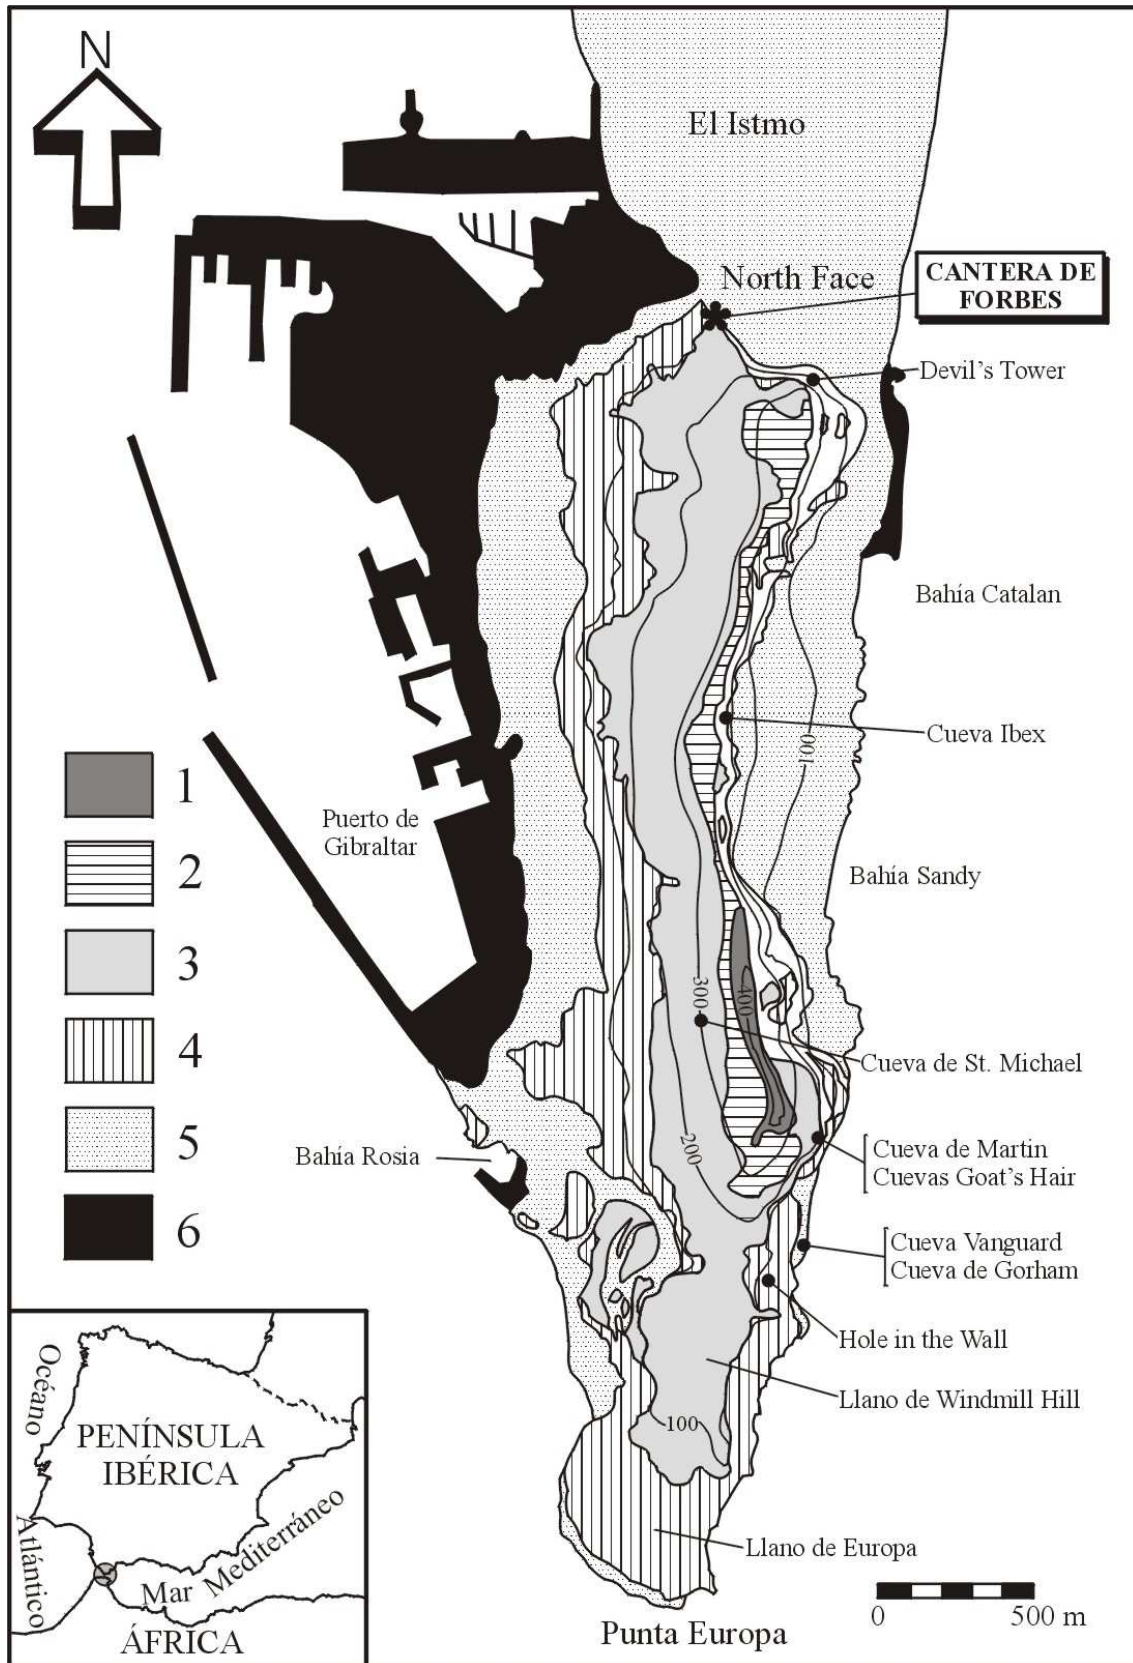 N
El Istmo
North Face
CANTERA DE
FORBES
Devil's Tower
Bahía Catalan
Cueva Ibex
100
1
2
3
4
5
6
Puerto de
Gibraltar
Bahía Sandy
300
400
Cueva de St. Michael
200
Bahía Rosia
Cueva de Martin
Cuevas Goat's Hair
Cueva Vanguard
Cueva de Gorham
Hole in the Wall
Llano de Windmill Hill
100
Llano de Europa
Punta Europa
0 500 m
Océano
Atlántico
PENÍNSULA
IBÉRICA
Mar Mediterráneo
ÁFRICA